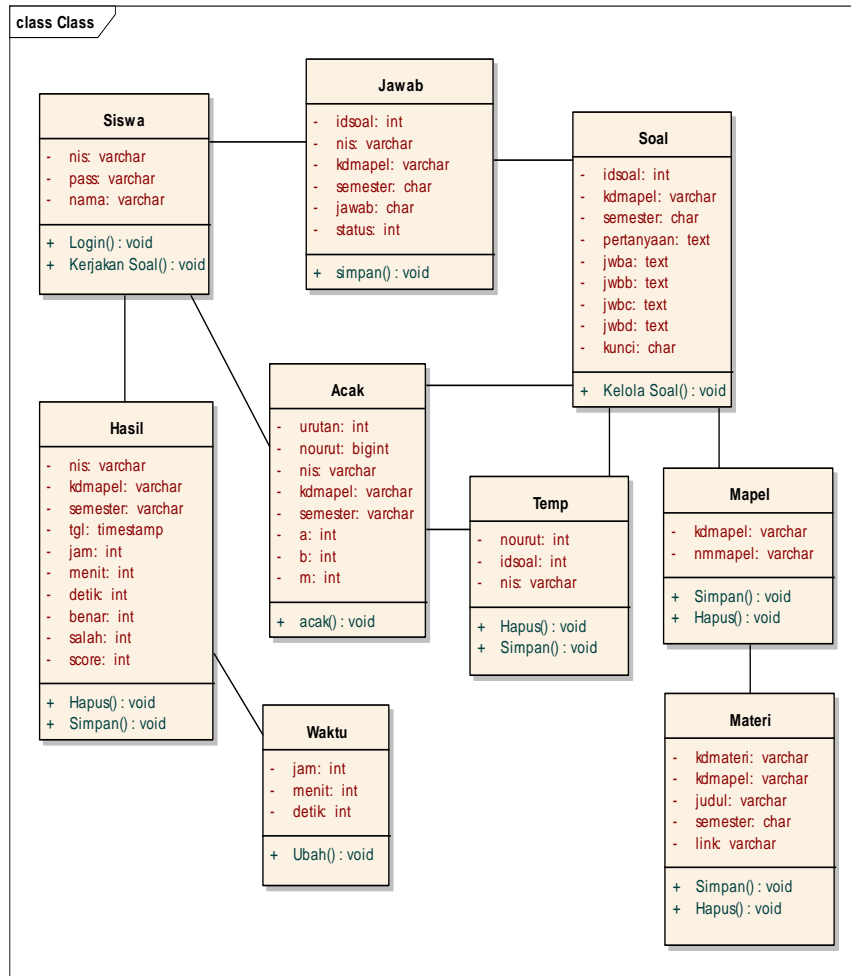 class Class
Siswa
- nis: varchar
- pass: varchar
- nama: varchar
+ Login() : void
+ Kerjakan Soal() : void
Jawab
- idsoal: int
- nis: varchar
- kdmapel: varchar
- semester: char
- jawab: char
- status: int
+ simpan() : void
Soal
- idsoal: int
- kdmapel: varchar
- semester: char
- pertanyaan: text
- jwba: text
- jwbb: text
- jwbc: text
- jwbd: text
- kunci: char
+ Kelola Soal() : void
Hasil
- nis: varchar
- kdmapel: varchar
- semester: varchar
- tgl: timestamp
- jam: int
- menit: int
- detik: int
- benar: int
- salah: int
- score: int
+ Hapus() : void
+ Simpan() : void
Acak
- urutan: int
- nourut: bigint
- nis: varchar
- kdmapel: varchar
- semester: varchar
- a: int
- b: int
- m: int
+ acak() : void
Temp
- nourut: int
- idsoal: int
- nis: varchar
+ Hapus() : void
+ Simpan() : void
Mapel
- kdmapel: varchar
- nmmapel: varchar
+ Simpan() : void
+ Hapus() : void
Waktu
- jam: int
- menit: int
- detik: int
+ Ubah() : void
Materi
- kdmateri: varchar
- kdmapel: varchar
- judul: varchar
- semester: char
- link: varchar
+ Simpan() : void
+ Hapus() : void